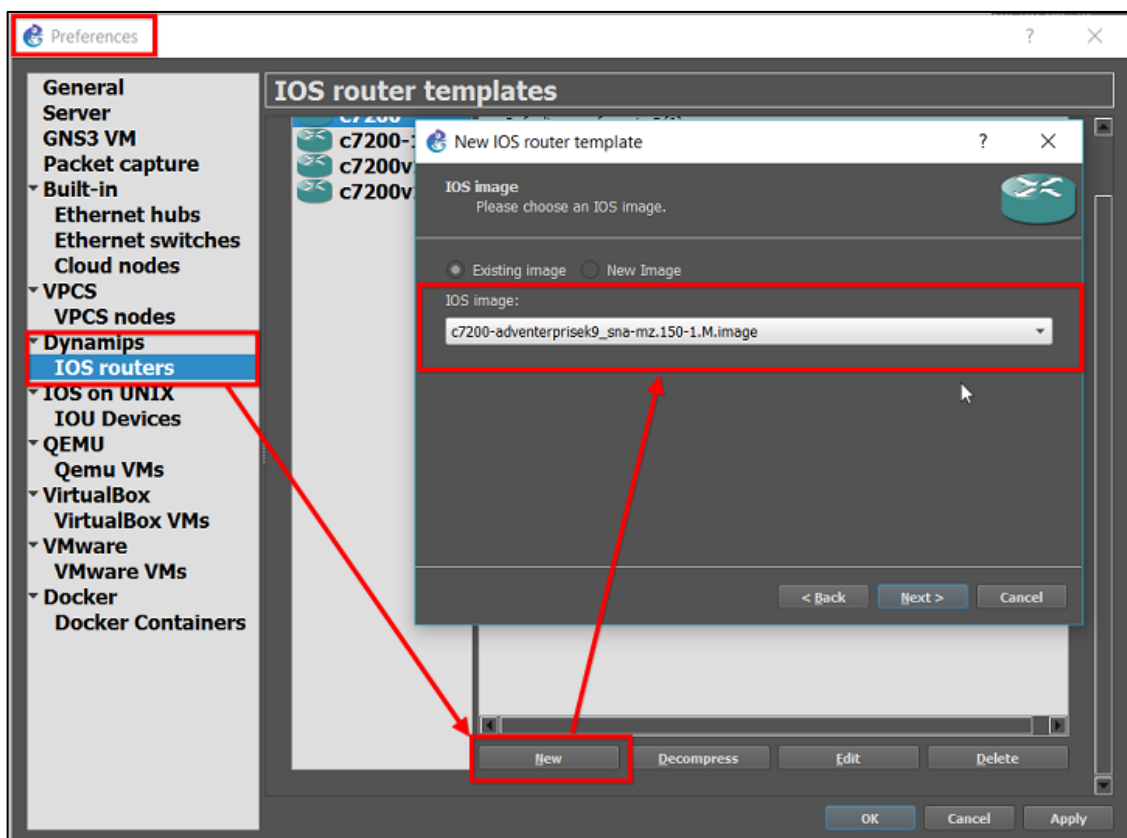 Preferences
General
Server
GNS3 VM
Packet capture
Built-in
Ethernet hubs
Ethernet switches
Cloud nodes
VPCS
VPCS nodes
Dynamips
IOS routers
IOS on UNIX
IOU Devices
QEMU
Qemu VMs
VirtualBox
VirtualBox VMs
VMware
VMware VMs
Docker
Docker Containers
IOS router templates
c7200
c7200-
c7200v
c7200v
New IOS router template
IOS image
Please choose an IOS image.
Existing image New Image
IOS image:
c7200-adventerprisek9_sna-mz.150-1.M.image
< Back Next > Cancel
New Decompress Edit Delete
OK Cancel Apply